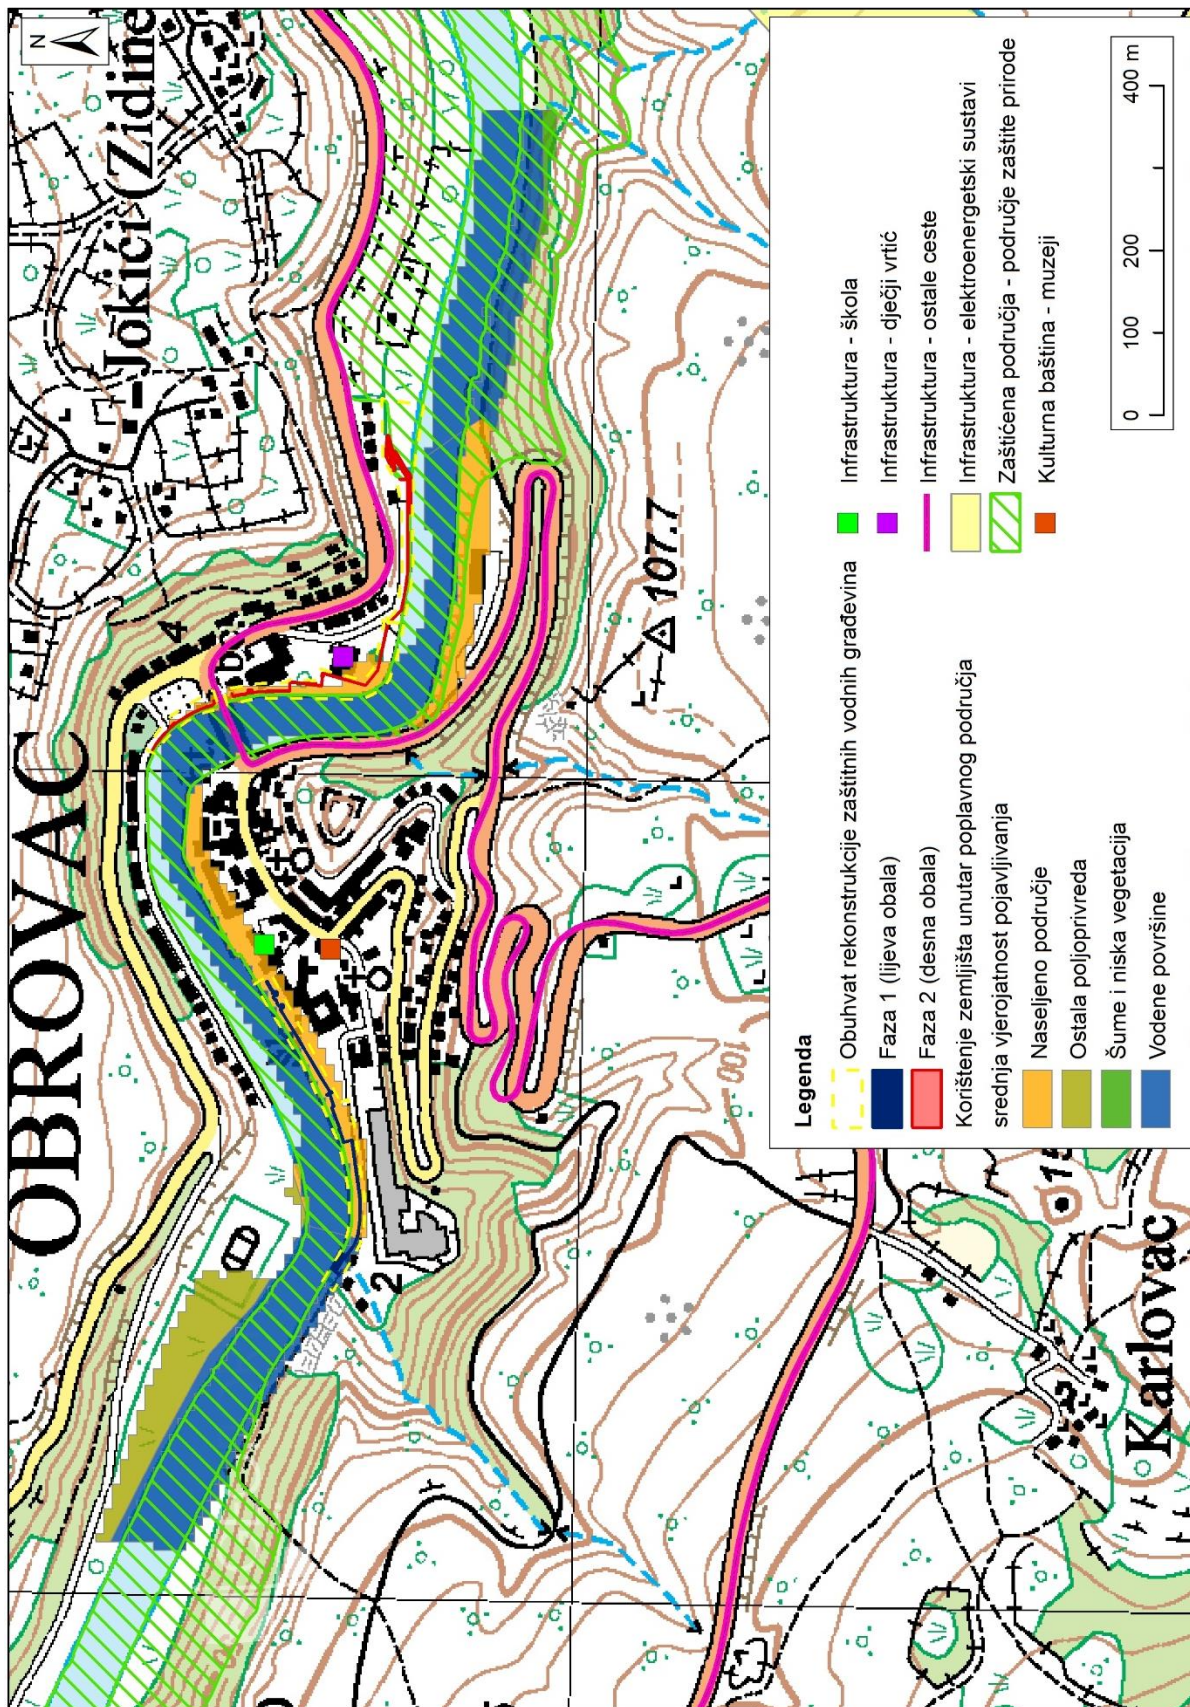 N
OBROVAC
Jokići (Zidine
4
D
107.7
2
100
15
Karlovac
Legenda
Obuhvat rekonstrukcije zaštitnih vodnih građevina
Faza 1 (lijeva obala)
Faza 2 (desna obala)
Korištenje zemljišta unutar poplavnog područja
srednja vjerojatnost pojavljivanja
Naseljeno područje
Ostala poljoprivreda
Šume i niska vegetacija
Vodene površine
Infrastruktura - škola
Infrastruktura - dječji vrtić
Infrastruktura - ostale ceste
Infrastruktura - elektroenergetski sustavi
Zaštićena područja - područje zaštite prirode
Kulturna baština - muzeji
0 100 200 400 m